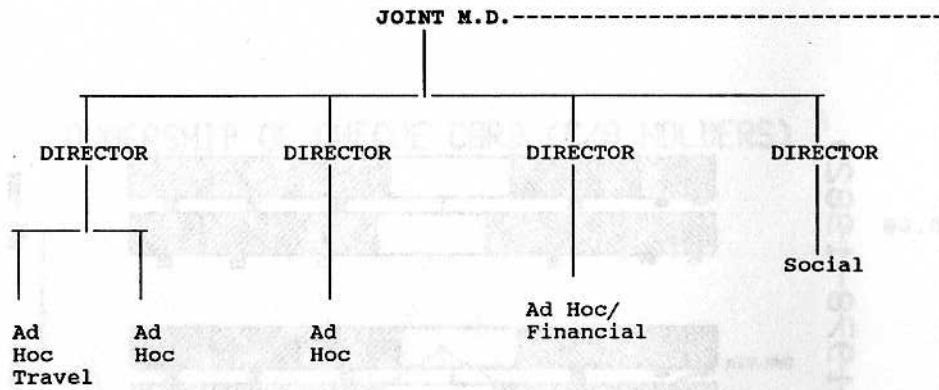 JOINT M.D.
DIRECTOR DIRECTOR DIRECTOR DIRECTOR
Social
Ad Hoc/
Financial
Ad Ad Ad
Hoc Hoc Hoc
Travel